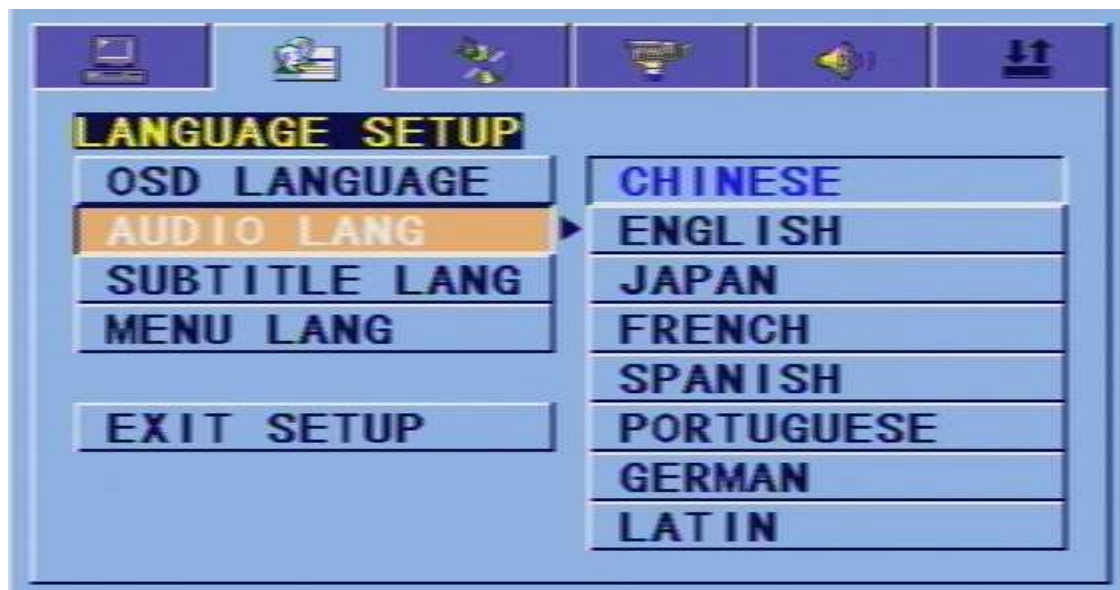 LANGUAGE SETUP
OSD LANGUAGE
AUDIO LANG
SUBTITLE LANG
MENU LANG
EXIT SETUP
CHINESE
ENGLISH
JAPAN
FRENCH
SPANISH
PORTUGUESE
GERMAN
LATIN